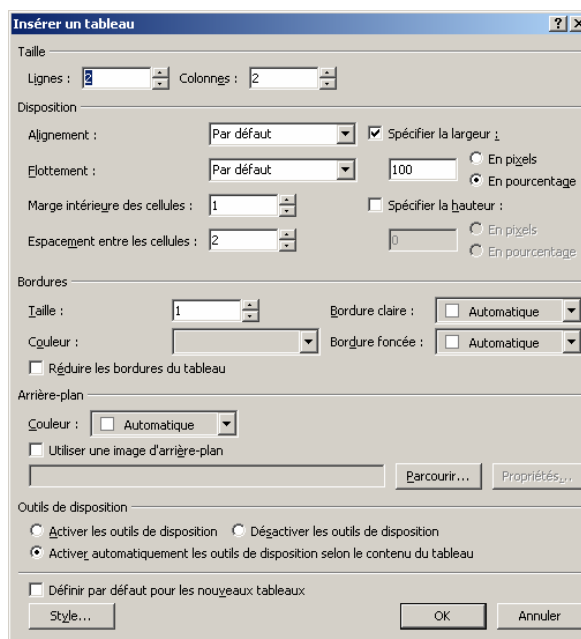 Insérer un tableau
Taille
Lignes : 2 Colonnes : 2
Disposition
Alignement : Par défaut Spécifier la largeur :
Flottement : Par défaut 100 En pixels
En pourcentage
Marge intérieure des cellules : 1 Spécifier la hauteur :
Espacement entre les cellules : 2 0 En pixels
En pourcentage
Bordures
Taille : 1 Bordure claire : Automatique
Couleur : Bordure foncée : Automatique
Réduire les bordures du tableau
Arrière-plan
Couleur : Automatique
Utiliser une image d'arrière-plan
Parcourir... Propriétés...
Outils de disposition
Activer les outils de disposition Désactiver les outils de disposition
Activer automatiquement les outils de disposition selon le contenu du tableau
Définir par défaut pour les nouveaux tableaux
Style... OK Annuler